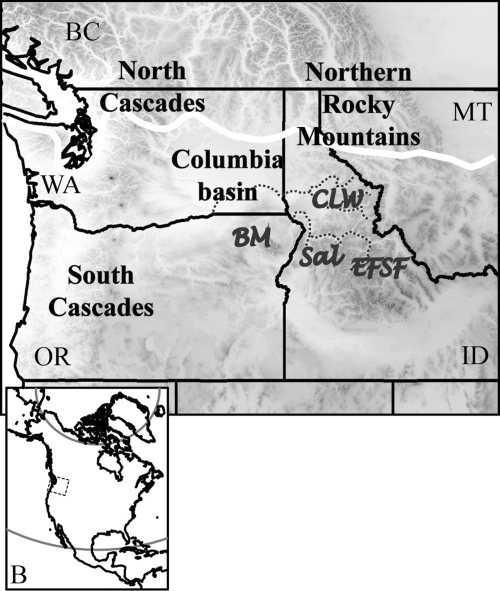 BC
North
Cascades
Northern
Rocky
Mountains
MT
Columbia
basin
WA
CLW
BM
Sal
EFSF
South
Cascades
OR
ID
B